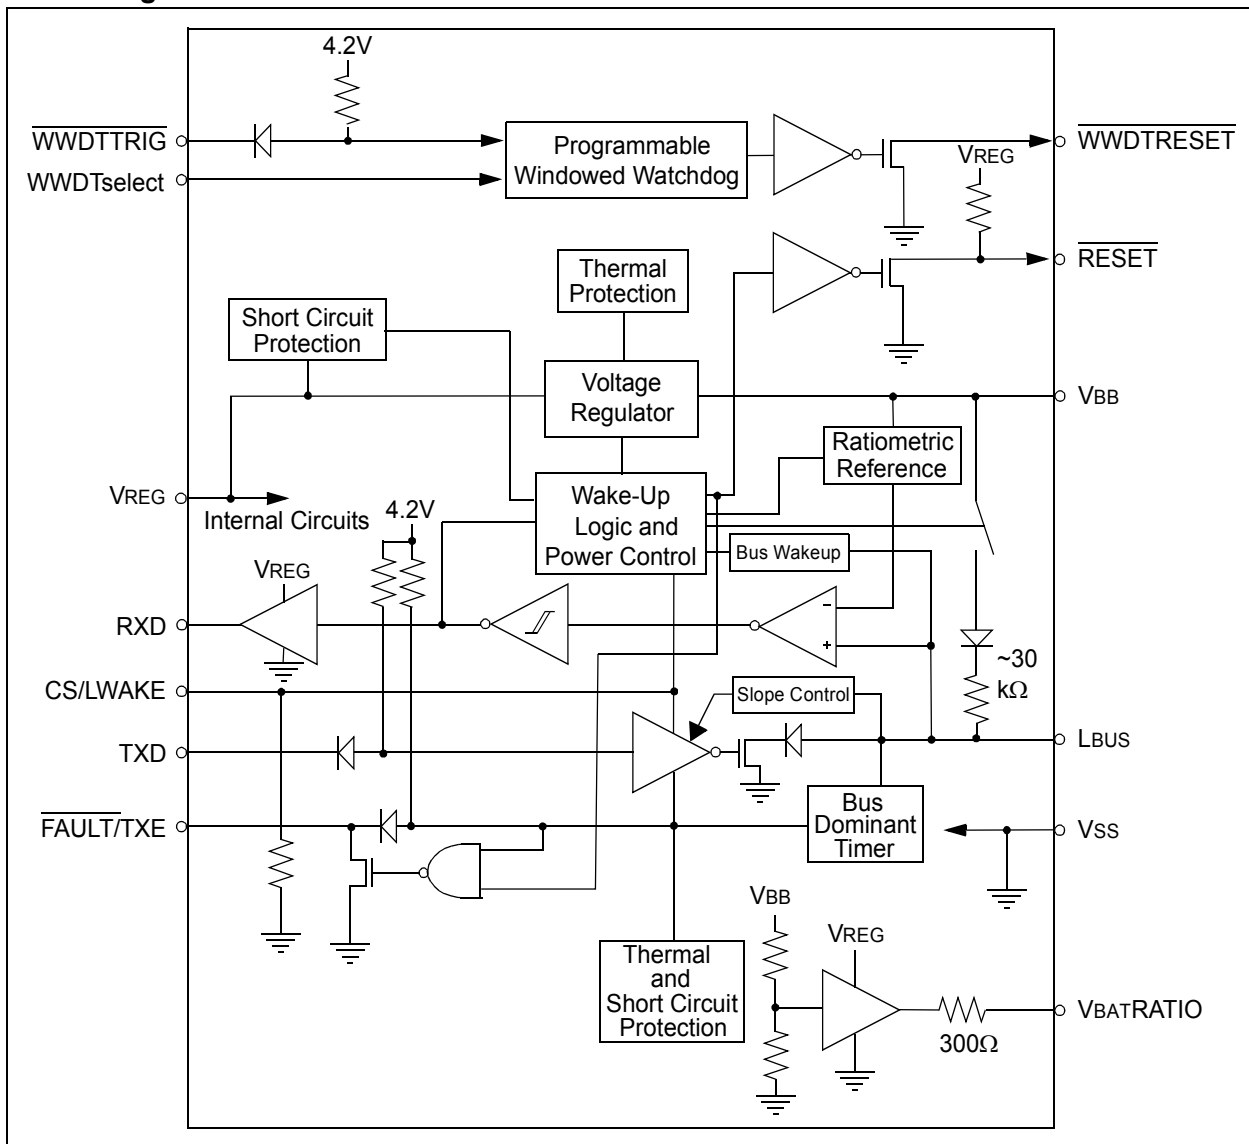 4.2V
WWDTTRIG
WWDTselect
Programmable
Windowed Watchdog
WWDTRESET
VREG
RESET
Thermal
Protection
Short Circuit
Protection
Voltage
Regulator
VBB
Ratiometric
Reference
VREG
Internal Circuits
4.2V
Wake-Up
Logic and
Power Control
Bus Wakeup
VREG
RXD
-
+
~30
kΩ
CS/LWAKE
Slope Control
TXD
LBUS
FAULT/TXE
Bus
Dominant
Timer
VSS
VBB
VREG
Thermal
and
Short Circuit
Protection
300Ω
VBATRATIO